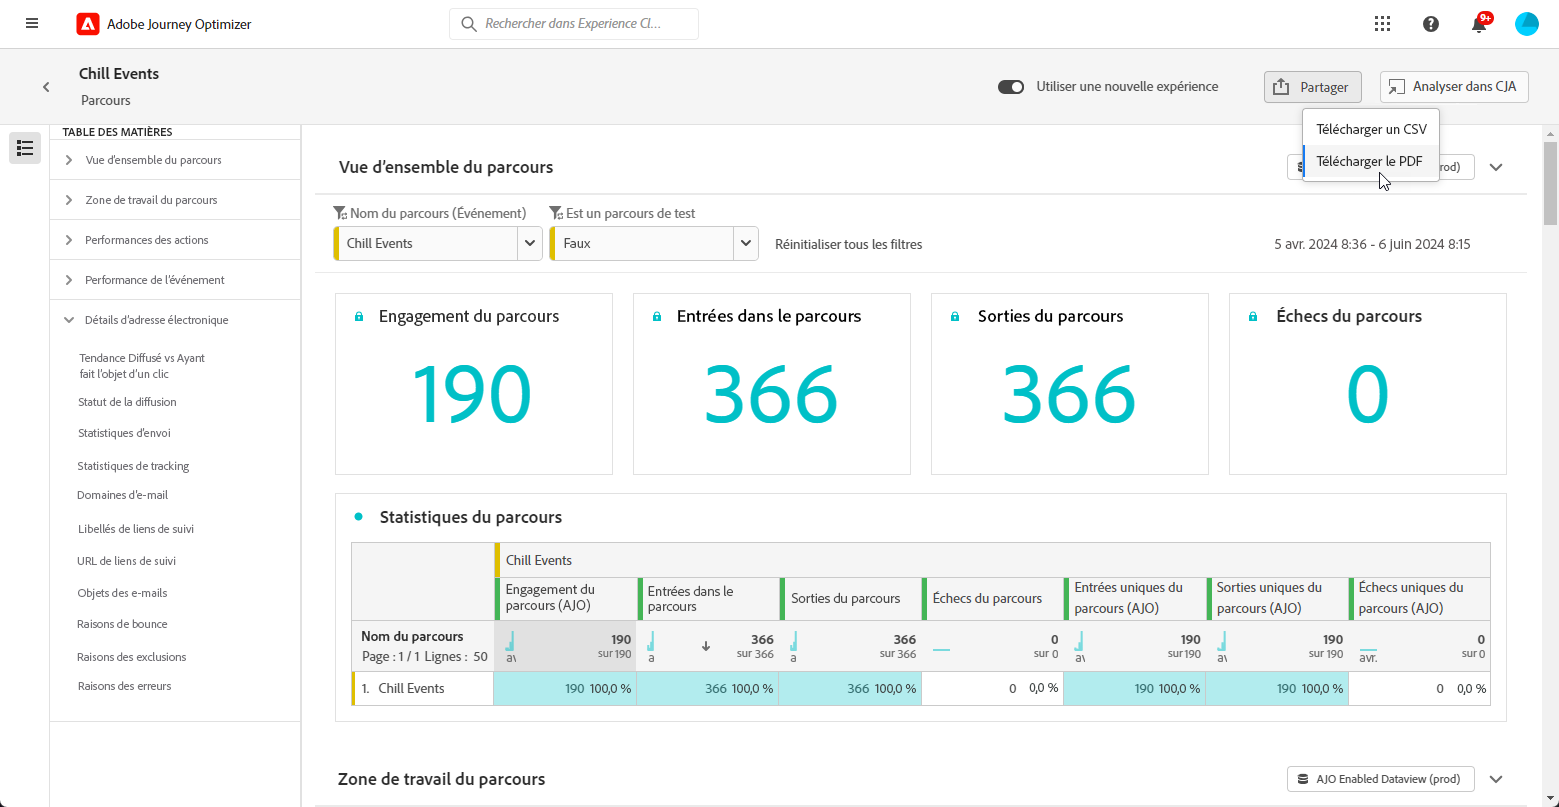 Adobe Journey Optimizer
Rechercher dans Experience Cl...
9+
Chill Events
Parcours
Utiliser une nouvelle expérience
Partager
Analyser dans CJA
Télécharger un CSV
Télécharger le PDF
TABLE DES MATIÈRES
Vue d'ensemble du parcours
Zone de travail du parcours
Performances des actions
Performance de l'événement
Détails d'adresse électronique
Tendance Diffusé vs Ayant
fait l'objet d'un clic
Statut de la diffusion
Statistiques d'envoi
Statistiques de tracking
Domaines d'e-mail
Libellés de liens de suivi
URL de liens de suivi
Objets des e-mails
Raisons de bounce
Raisons des exclusions
Raisons des erreurs
Vue d'ensemble du parcours
rod)
Nom du parcours (Événement)
Est un parcours de test
Chill Events
Faux
Réinitialiser tous les filtres
5 avr. 2024 8:36 - 6 juin 2024 8:15
Engagement du parcours
190
Entrées dans le parcours
366
Sorties du parcours
366
Échecs du parcours
0
Statistiques du parcours
Chill Events
Engagement du
parcours (AJO)
Entrées dans le
parcours
Sorties du parcours
Échecs du parcours
Entrées uniques du
parcours (AJO)
Sorties uniques du
parcours (AJO)
Échecs uniques du
parcours (AJO)
Nom du parcours
Page : 1 / 1 Lignes : 50
av 190 sur 190
a 366 sur 366
a 366 sur 366
0 sur 0
av 190 sur 190
av 190 sur 190
avr. 0 sur 0
1. Chill Events 190 100,0 % 366 100,0 % 366 100,0 % 0 0,0 % 190 100,0 % 190 100,0 % 0 0,0 %
Zone de travail du parcours
AJO Enabled Dataview (prod)